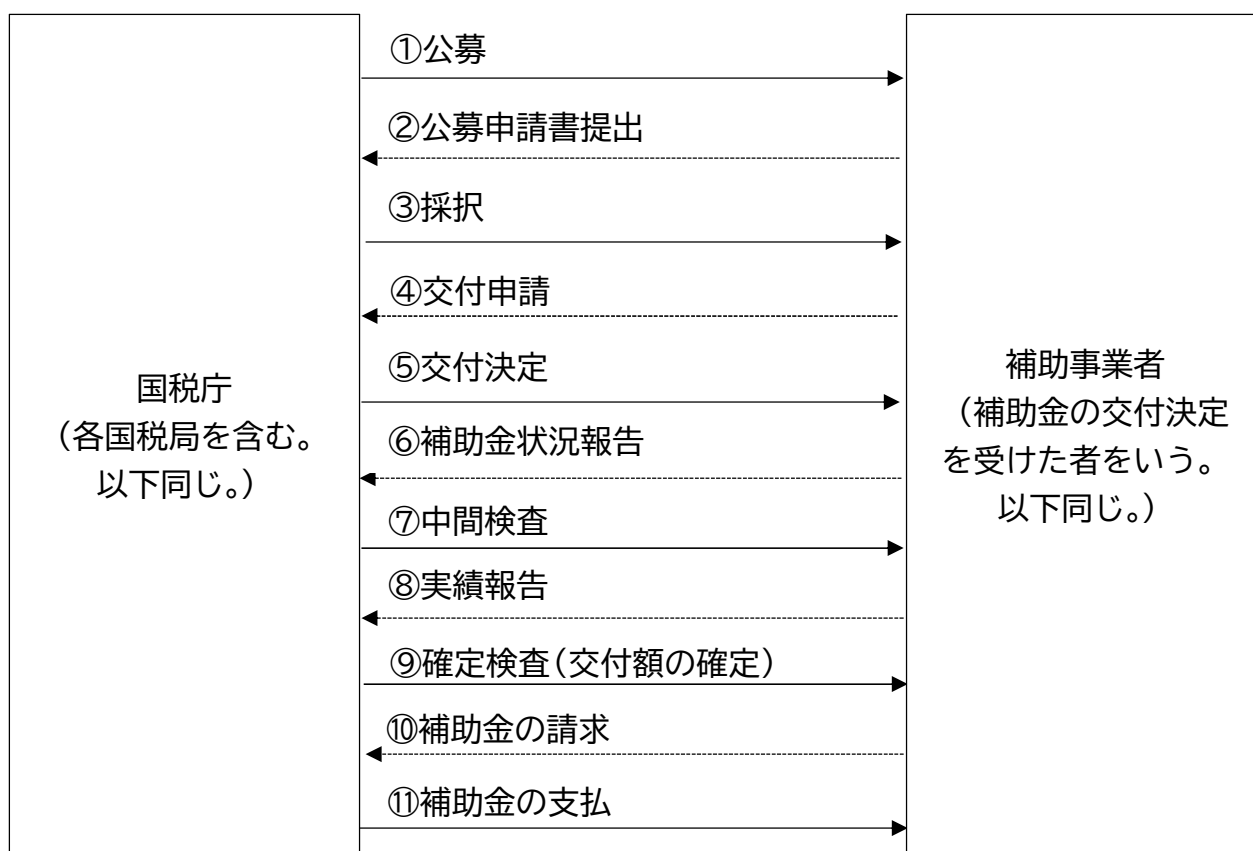 ①公募
②公募申請書提出
③採択
④交付申請
⑤交付決定
⑥補助金状況報告
⑦中間検査
⑧実績報告
⑨確定検査（交付額の確定）
⑩補助金の請求
⑪補助金の支払
国税庁
（各国税局を含む。
以下同じ。）
補助事業者
（補助金の交付決定
を受けた者をいう。
以下同じ。）